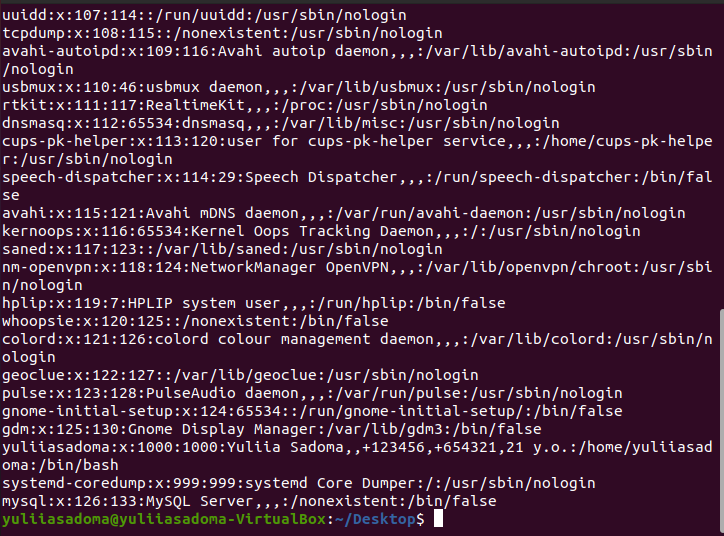 uuidd:x:107:114::/run/uuidd:/usr/sbin/nologin
tcpdump:x:108:115::/nonexistent:/usr/sbin/nologin
avahi-autoipd:x:109:116:Avahi autoip daemon,,,:/var/lib/avahi-autoipd:/usr/sbin
/nologin
usbmux:x:110:46:usbmux daemon,,,:/var/lib/usbmux:/usr/sbin/nologin
rtkit:x:111:117:RealtimeKit,,,:/proc:/usr/sbin/nologin
dnsmasq:x:112:65534:dnsmasq,,,:/var/lib/misc:/usr/sbin/nologin
cups-pk-helper:x:113:120:user for cups-pk-helper service,,,:/home/cups-pk-helpe
r:/usr/sbin/nologin
speech-dispatcher:x:114:29:Speech Dispatcher,,,:/run/speech-dispatcher:/bin/fal
se
avahi:x:115:121:Avahi mDNS daemon,,,:/var/run/avahi-daemon:/usr/sbin/nologin
kernoops:x:116:65534:Kernel Oops Tracking Daemon,,,:/:/usr/sbin/nologin
saned:x:117:123::/var/lib/saned:/usr/sbin/nologin
nm-openvpn:x:118:124:NetworkManager OpenVPN,,,:/var/lib/openvpn/chroot:/usr/sbi
n/nologin
hplip:x:119:7:HPLIP system user,,,:/run/hplip:/bin/false
whoopsie:x:120:125::/nonexistent:/bin/false
colord:x:121:126:colord colour management daemon,,,:/var/lib/colord:/usr/sbin/n
ologin
geoclue:x:122:127::/var/lib/geoclue:/usr/sbin/nologin
pulse:x:123:128:PulseAudio daemon,,,:/var/run/pulse:/usr/sbin/nologin
gnome-initial-setup:x:124:65534::/run/gnome-initial-setup/:/bin/false
gdm:x:125:130:Gnome Display Manager:/var/lib/gdm3:/bin/false
yuliiasadoma:x:1000:1000:Yuliia Sadoma,,+123456,+654321,21 y.o.:/home/yuliiasad
oma:/bin/bash
systemd-coredump:x:999:999:systemd Core Dumper:/:/usr/sbin/nologin
mysql:x:126:133:MySQL Server,,,:/nonexistent:/bin/false
yuliiasadoma@yuliiasadoma-VirtualBox:~/Desktop$